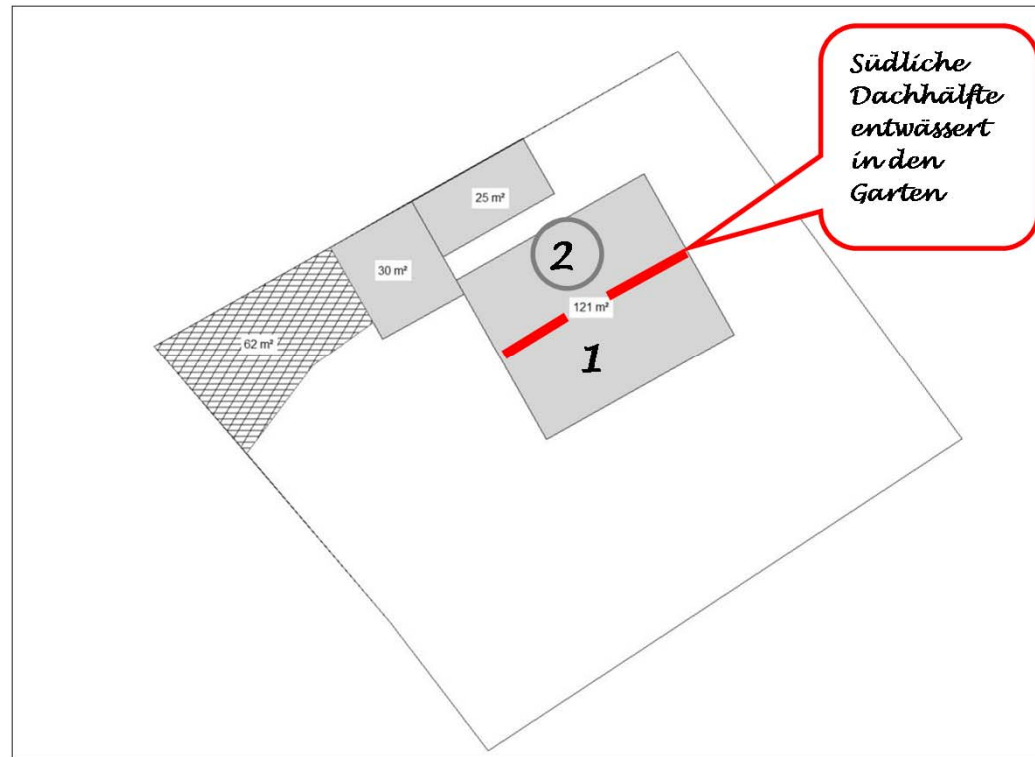 Südliche
Dachhälfte
entwässert
in den
Garten
25 m²
2
30 m²
121 m²
62 m²
1